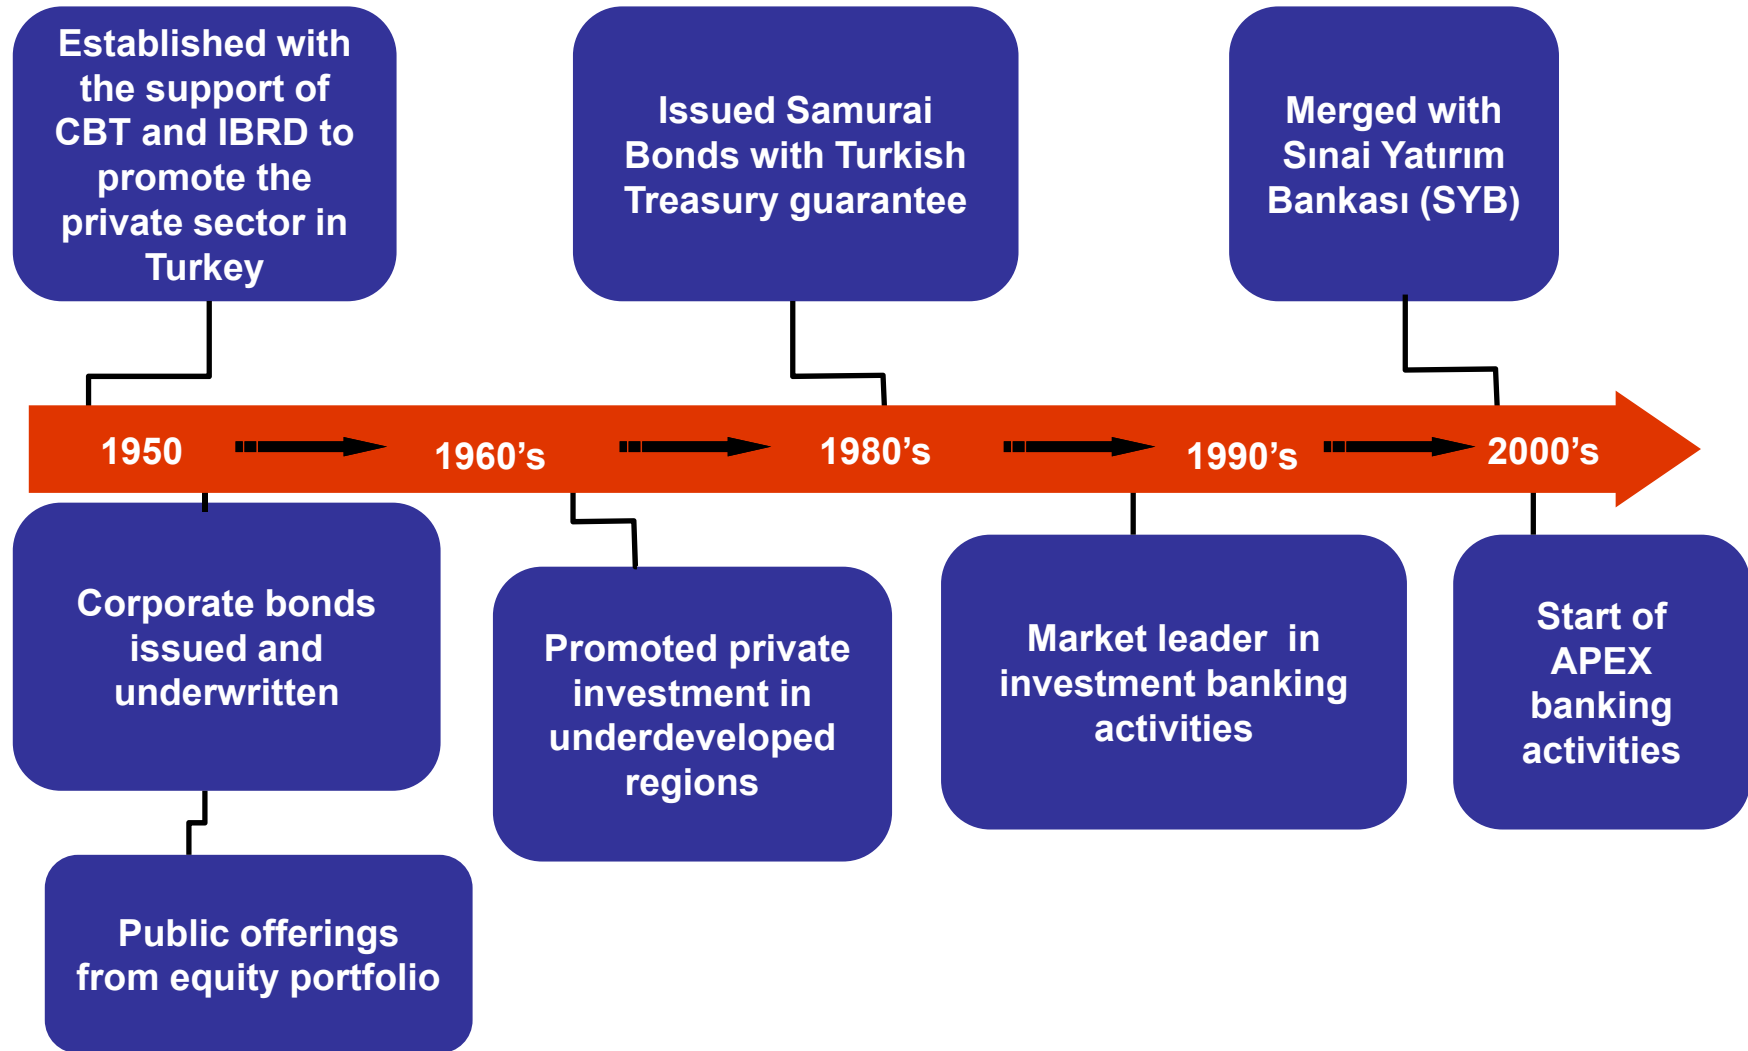 Established with
the support of
CBT and IBRD to
promote the
private sector in
Turkey
Issued Samurai
Bonds with Turkish
Treasury guarantee
Merged with
Sınai Yatırım
Bankası (SYB)
1950
1960’s
1980’s
1990’s
2000’s
Corporate bonds
issued and
underwritten
Promoted private
investment in
underdeveloped
regions
Market leader in
investment banking
activities
Start of
APEX
banking
activities
Public offerings
from equity portfolio